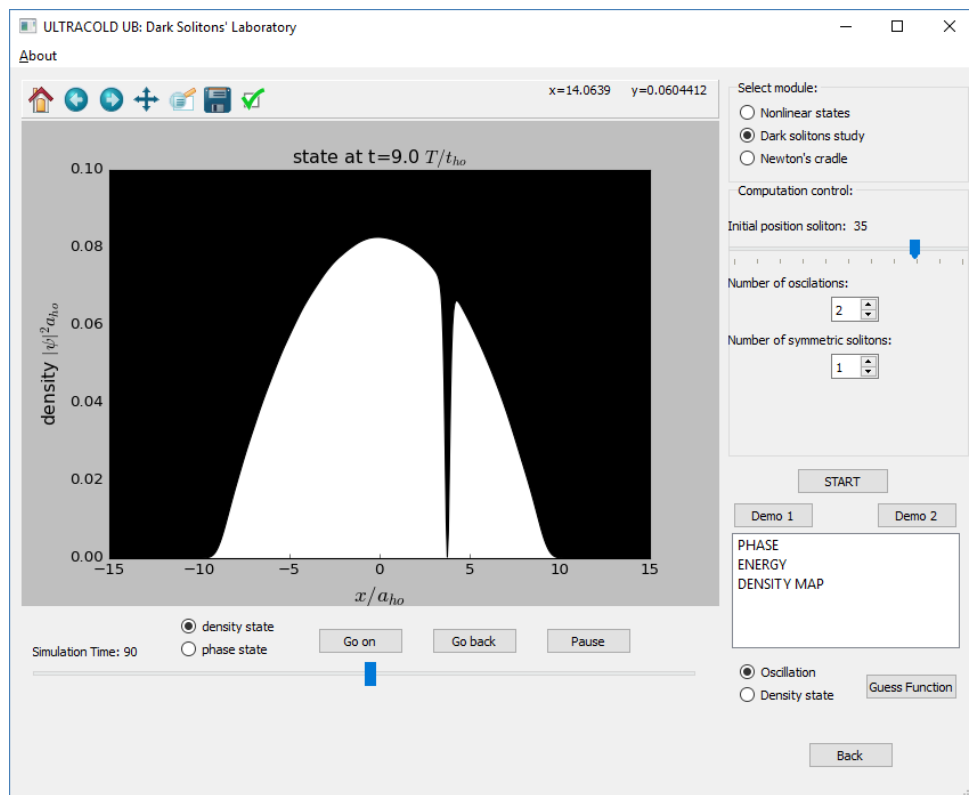 ULTRACOLD UB: Dark Solitons' Laboratory
About
x=14.0639 y=0.0604412
state at t=9.0 T/t_ho
0.10
0.08
0.06
0.04
0.02
0.00
density |ψ|²a_ho
−15 −10 −5 0 5 10 15
x/a_ho
Simulation Time: 90
density state
phase state
Go on Go back Pause
Select module:
Nonlinear states
Dark solitons study
Newton's cradle
Computation control:
Initial position soliton: 35
Number of oscilations:
2
Number of symmetric solitons:
1
START
Demo 1 Demo 2
PHASE
ENERGY
DENSITY MAP
Oscillation
Density state
Guess Function
Back